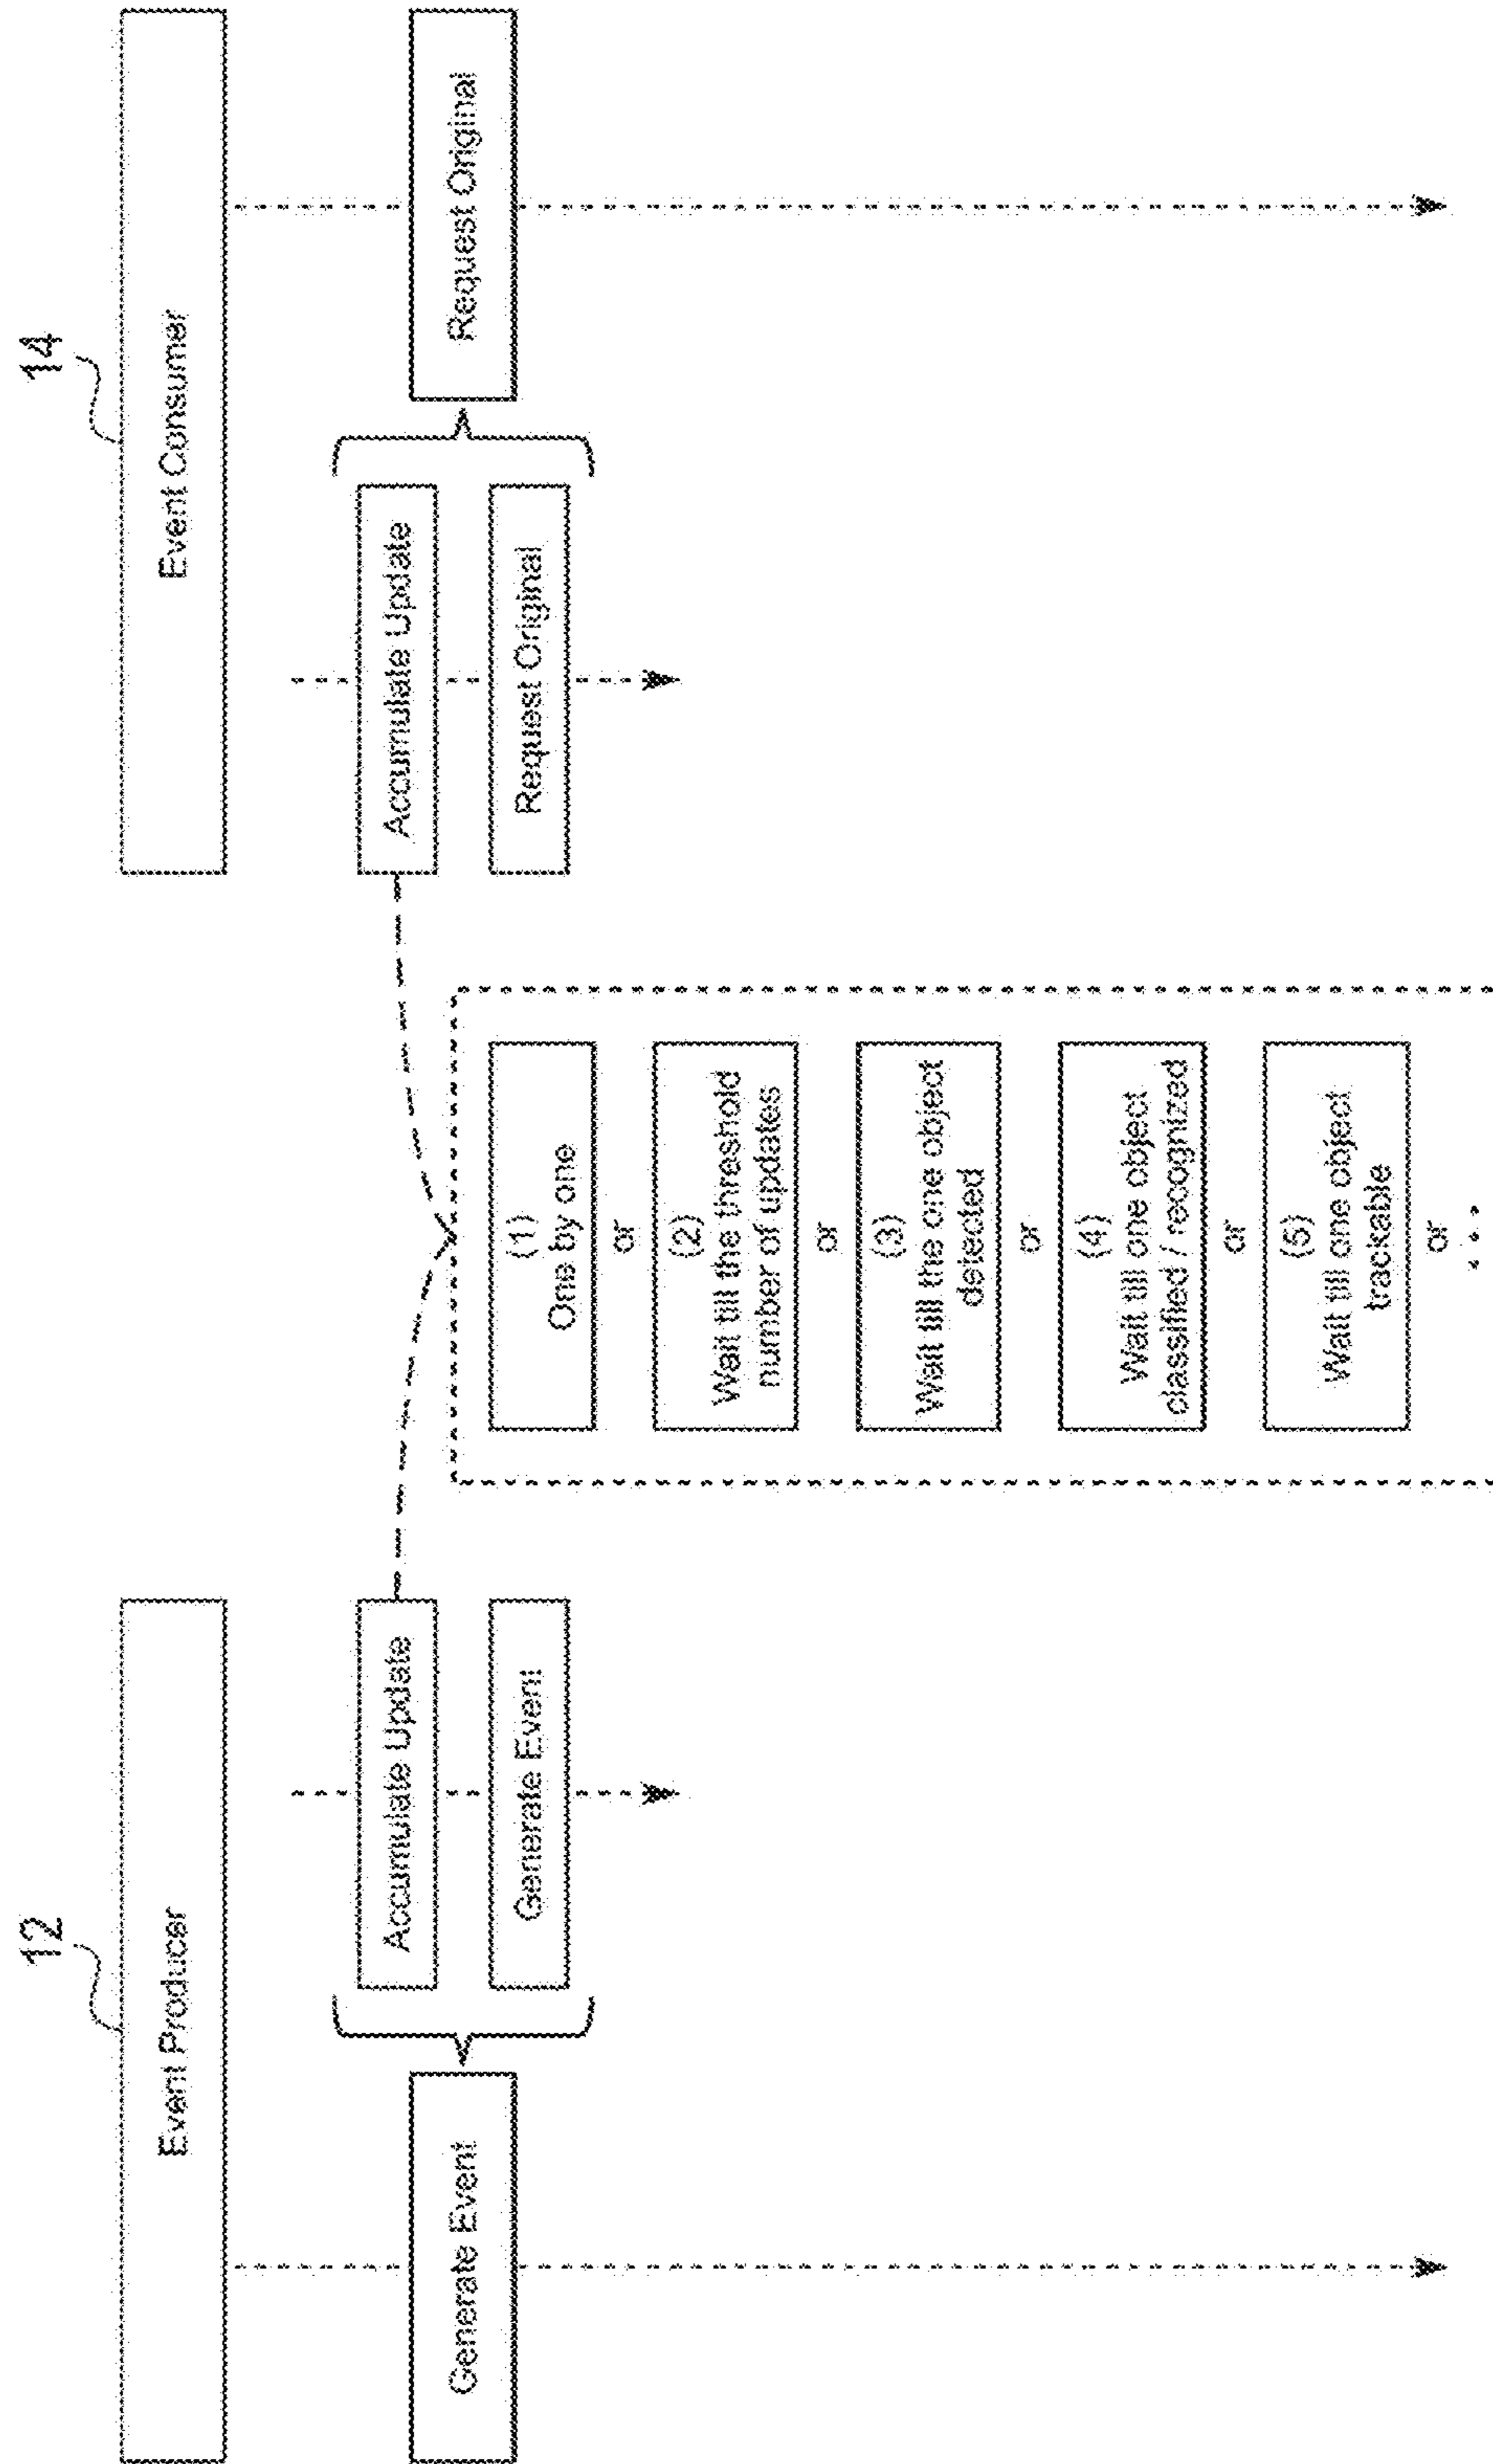 12
Event Producer
14
Event Consumer
Generate Event
Accumulate Update
Generate Event
Accumulate Update
Request Original
Request Original
(1)
One by one
or
(2)
Wait till the threshold
number of updates
or
(3)
Wait till the one object
detected
or
(4)
Wait till one object
classified / recognized
or
(5)
Wait till one object
trackable
or
...